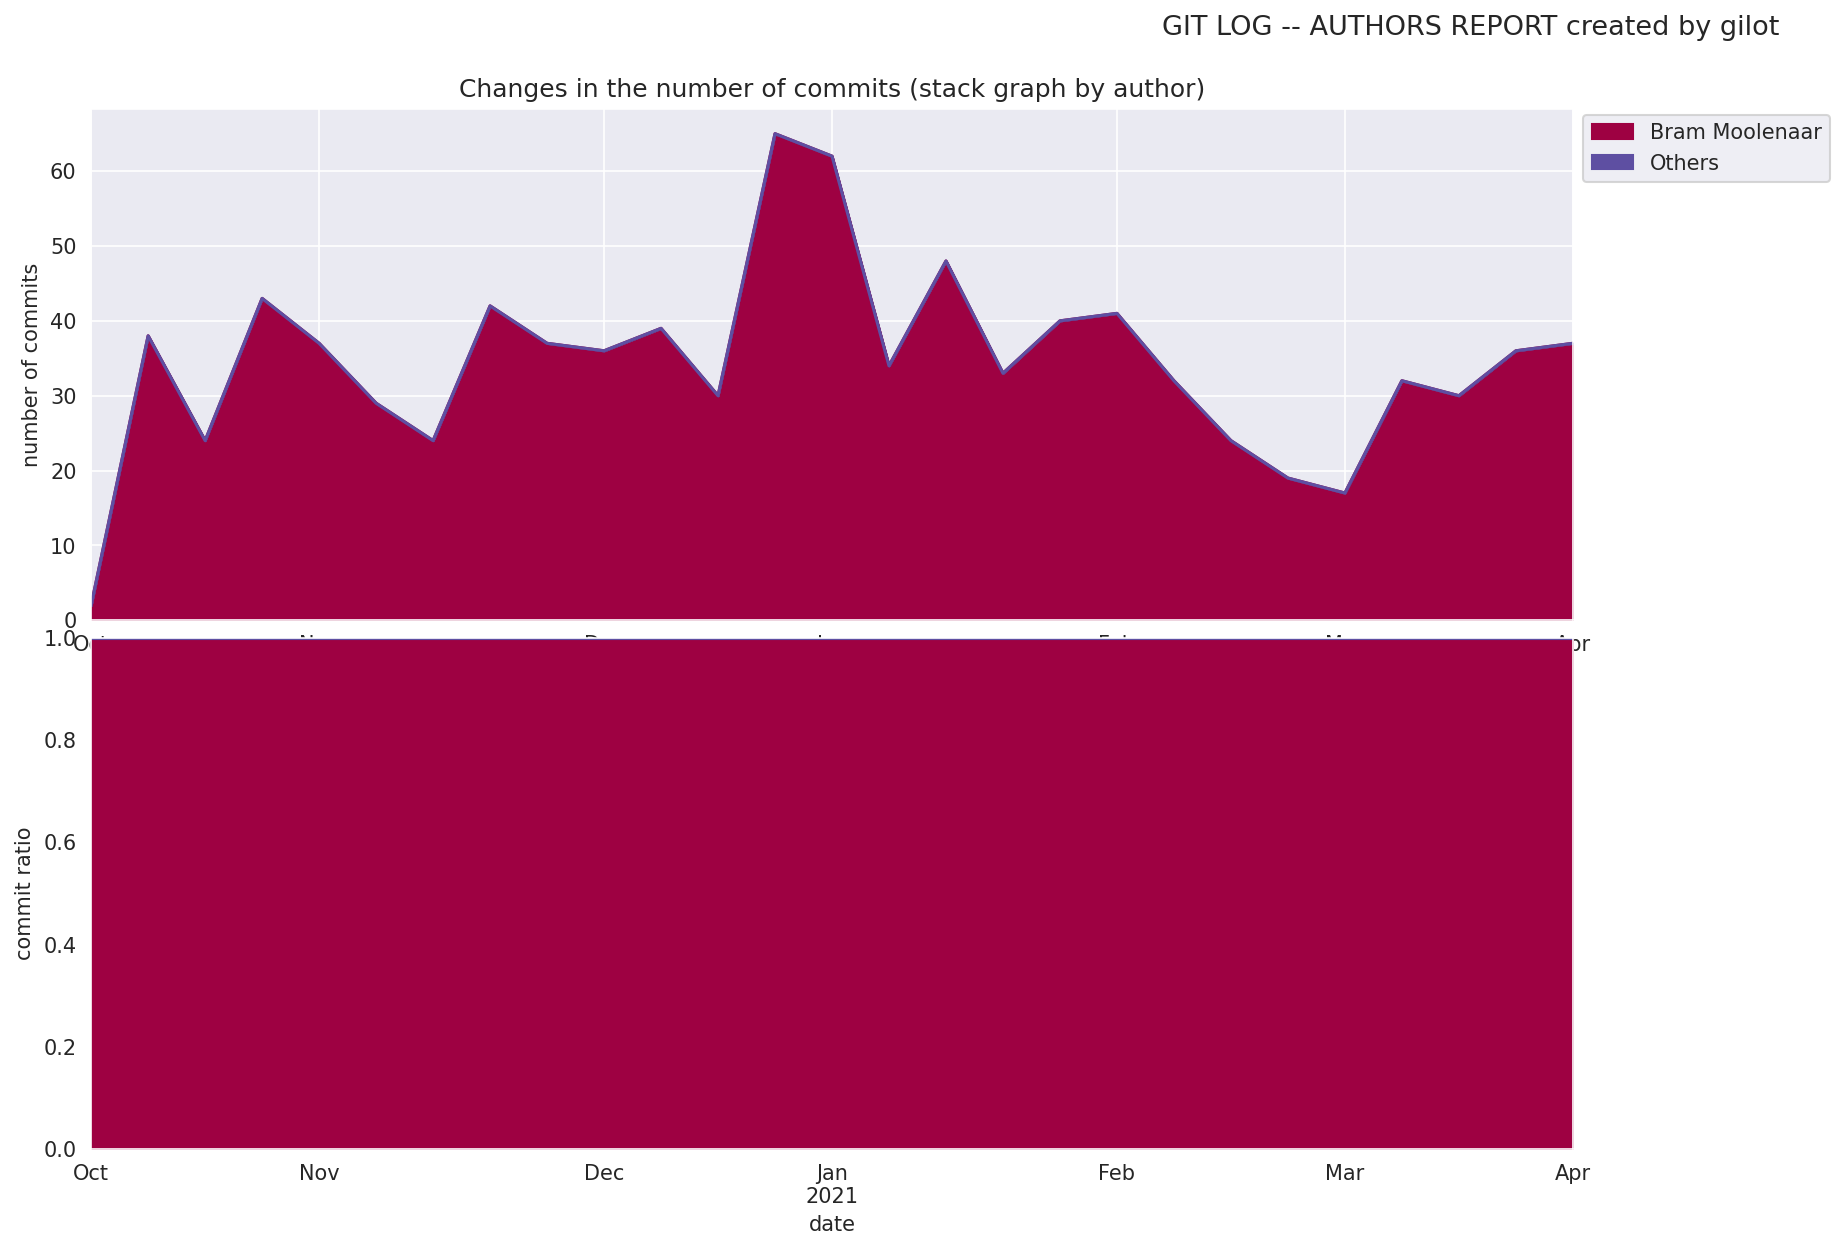 GIT LOG -- AUTHORS REPORT created by gilot
Changes in the number of commits (stack graph by author)
Bram Moolenaar
Others
number of commits
60
50
40
30
20
10
0
1.0
0.8
0.6
0.4
0.2
0.0
commit ratio
Oct Nov Dec Jan Feb Mar Apr
2021
date